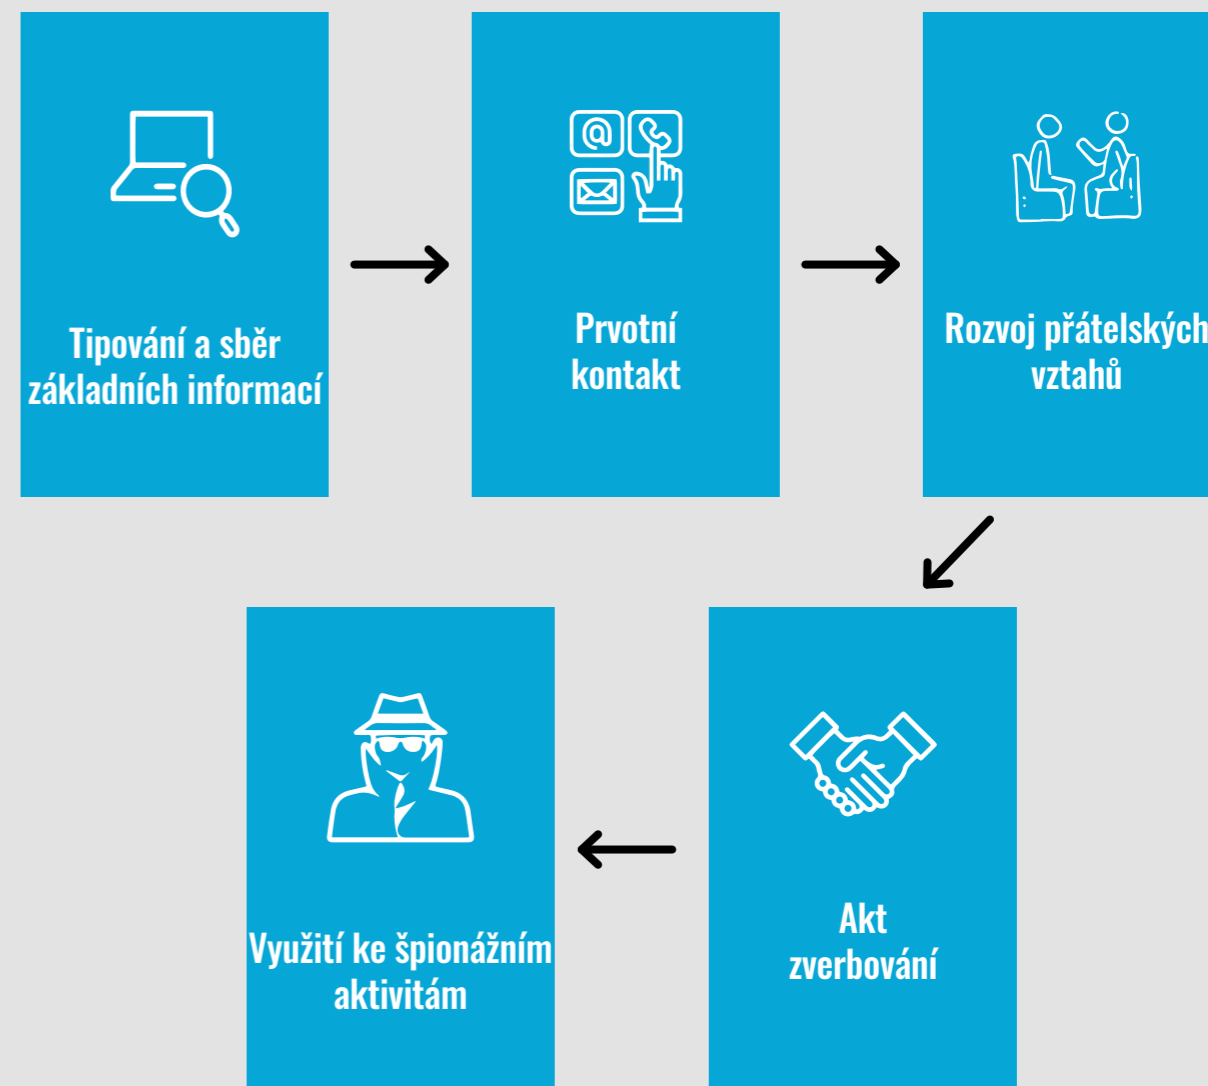 Tipování a sběr
základních informací
@
Prvotní
kontakt
Rozvoj přátelských
vztahů
Akt
zverbování
Využití ke špionážním
aktivitám